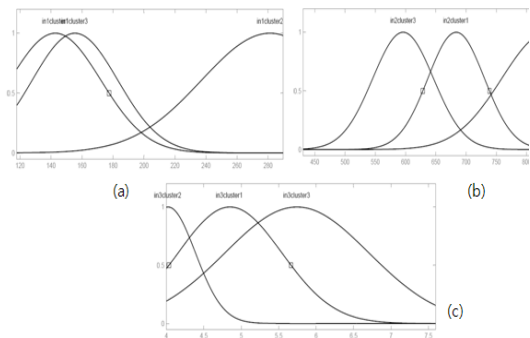 in1cluster3 in1cluster2
1
0.5
0
120 140 160 180 200 220 240 260 280
(a)
in2cluster3 in2cluster1
1
0.5
0
450 500 550 600 650 700 750 800
(b)
in3cluster2 in3cluster1 in3cluster3
1
0.5
0
4 4.5 5 5.5 6 6.5 7 7.5
(c)